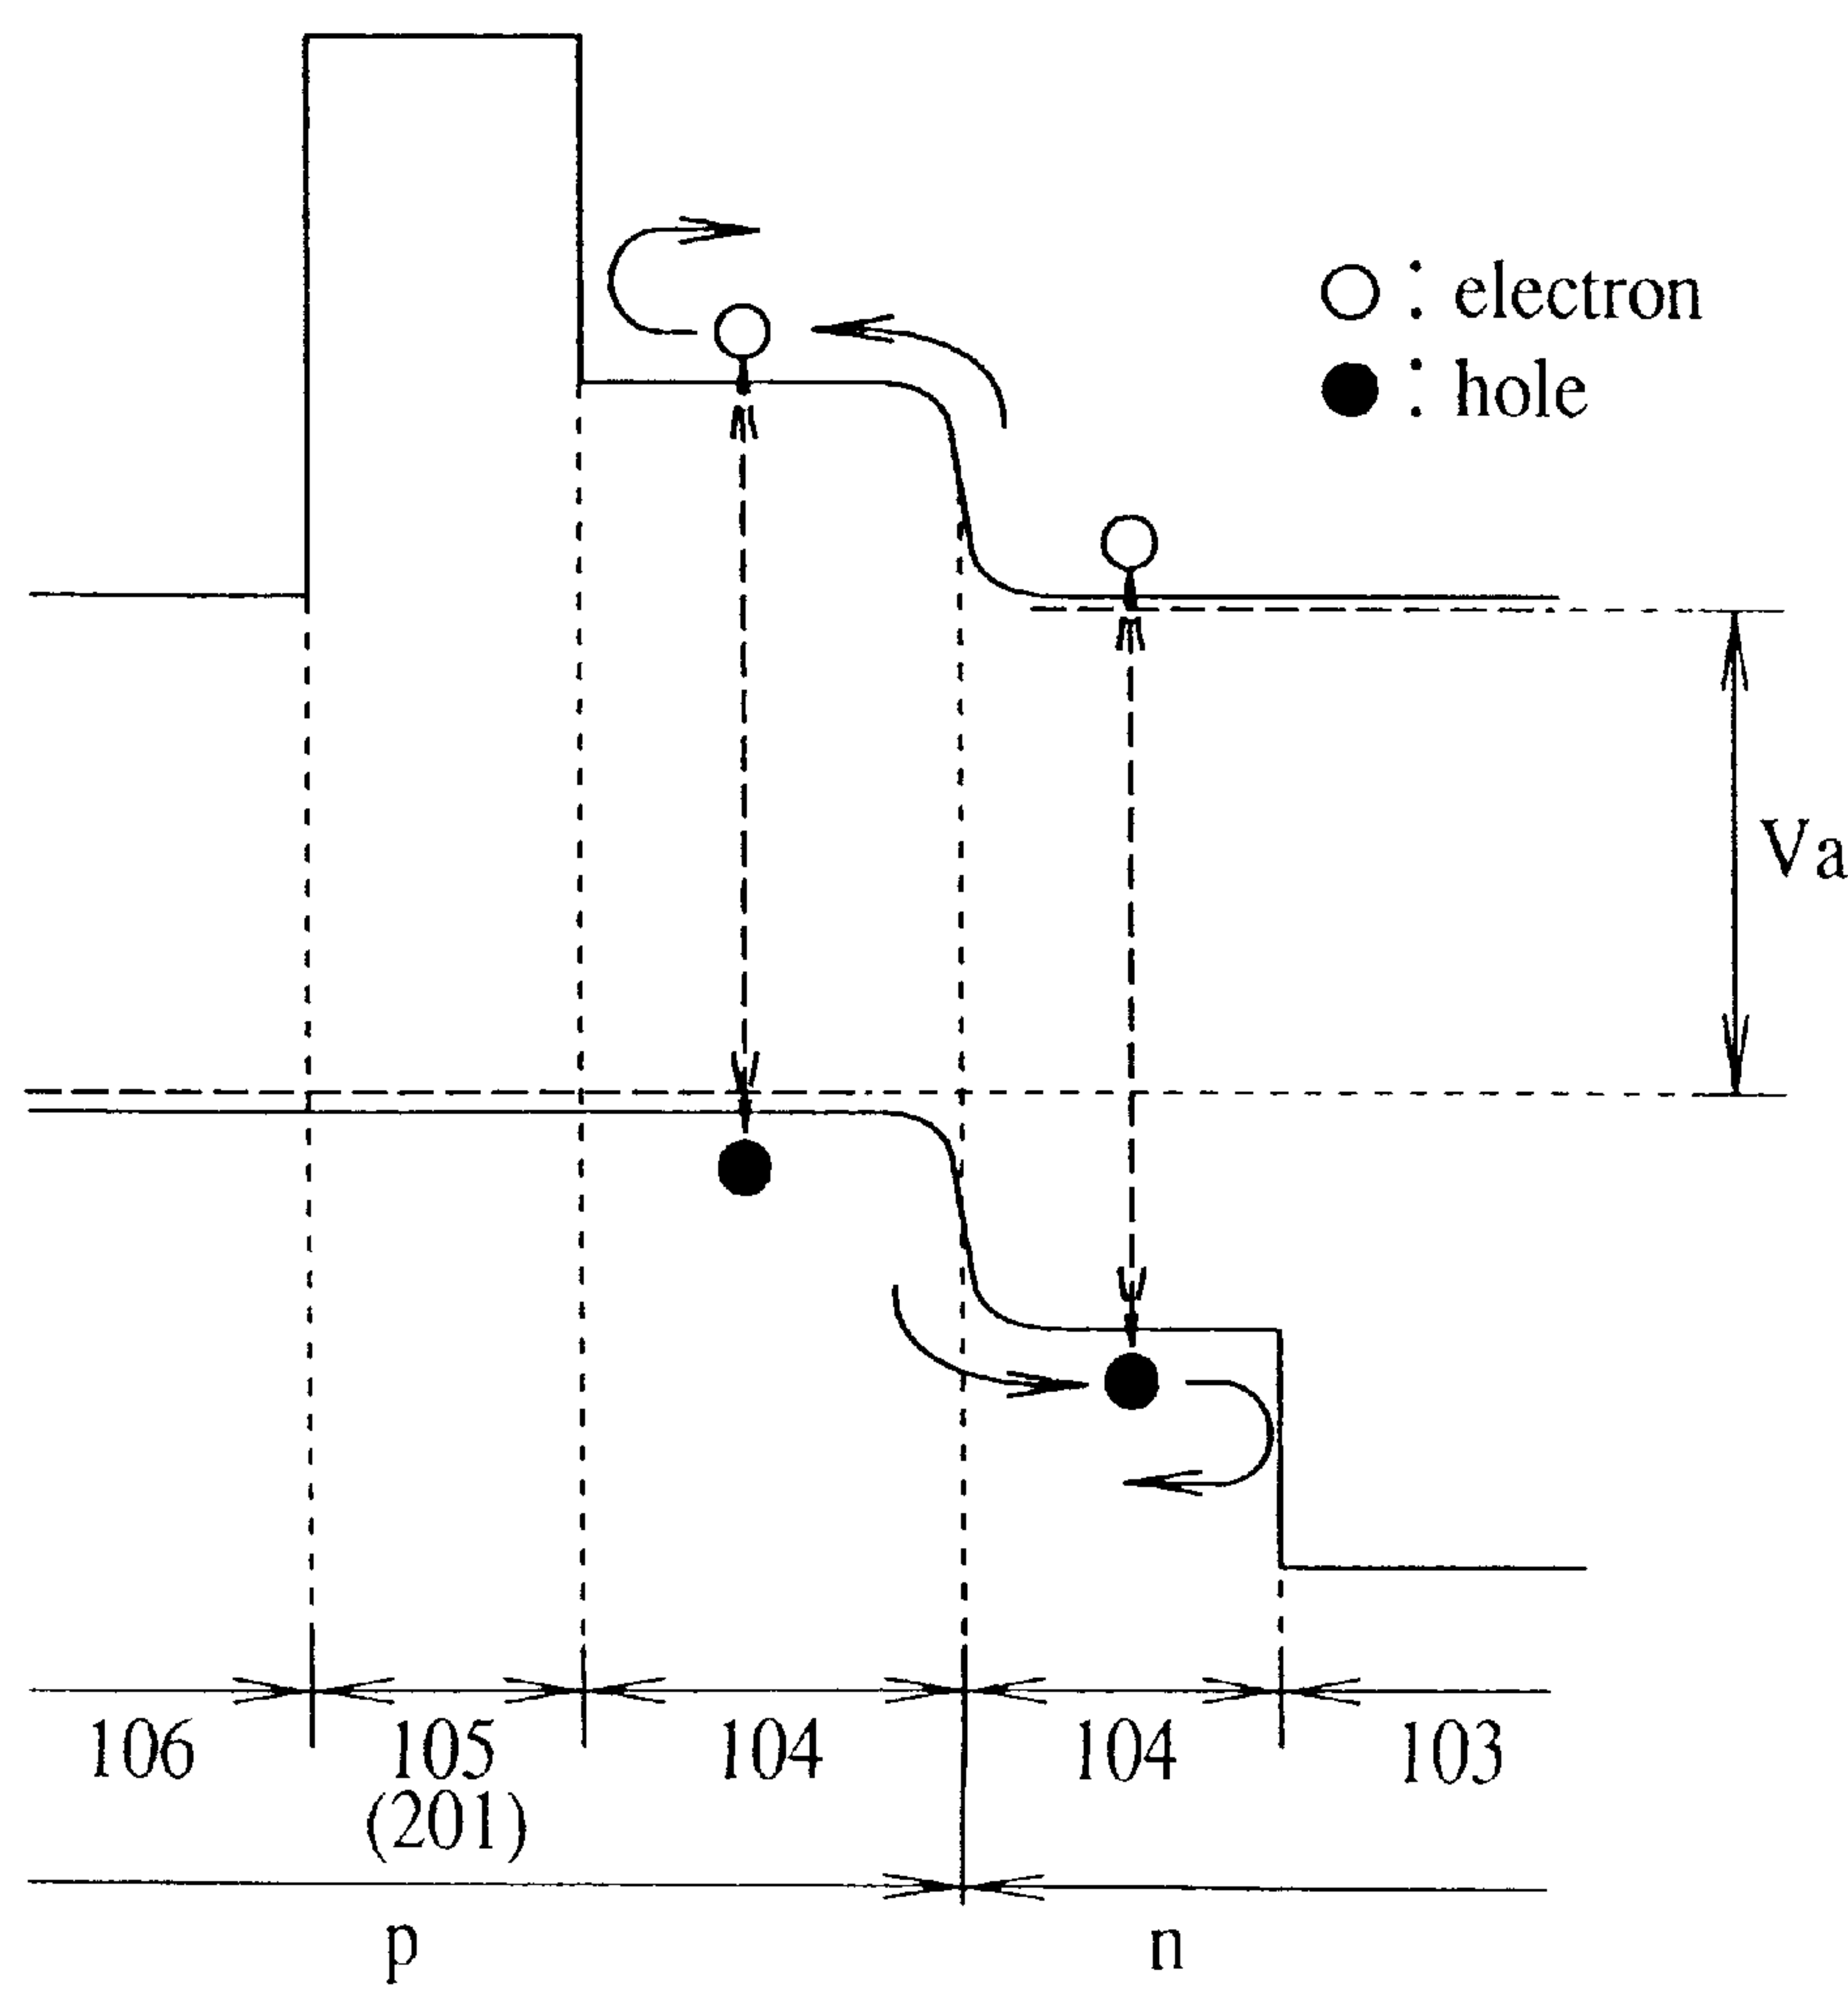 ○ : electron
● : hole
Va
106 105 104 104 103
(201)
p n